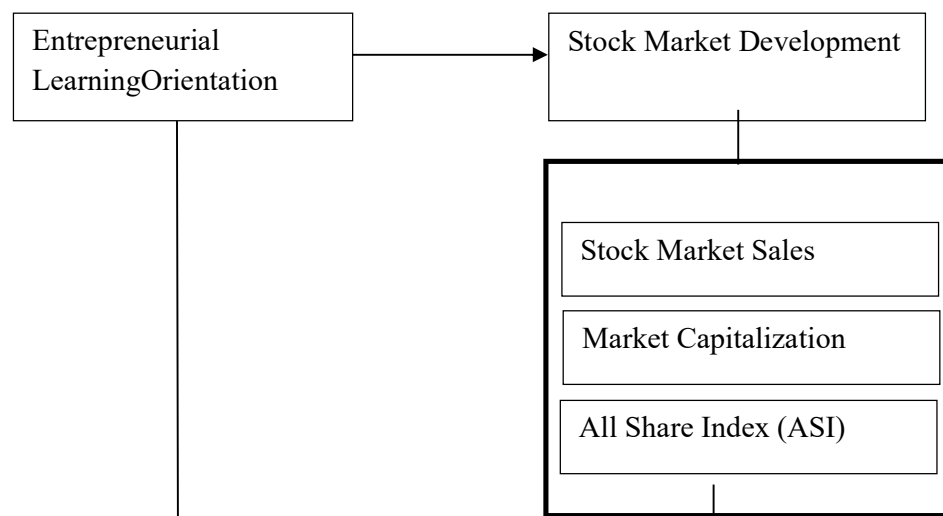 Entrepreneurial
LearningOrientation
Stock Market Development
Stock Market Sales
Market Capitalization
All Share Index (ASI)